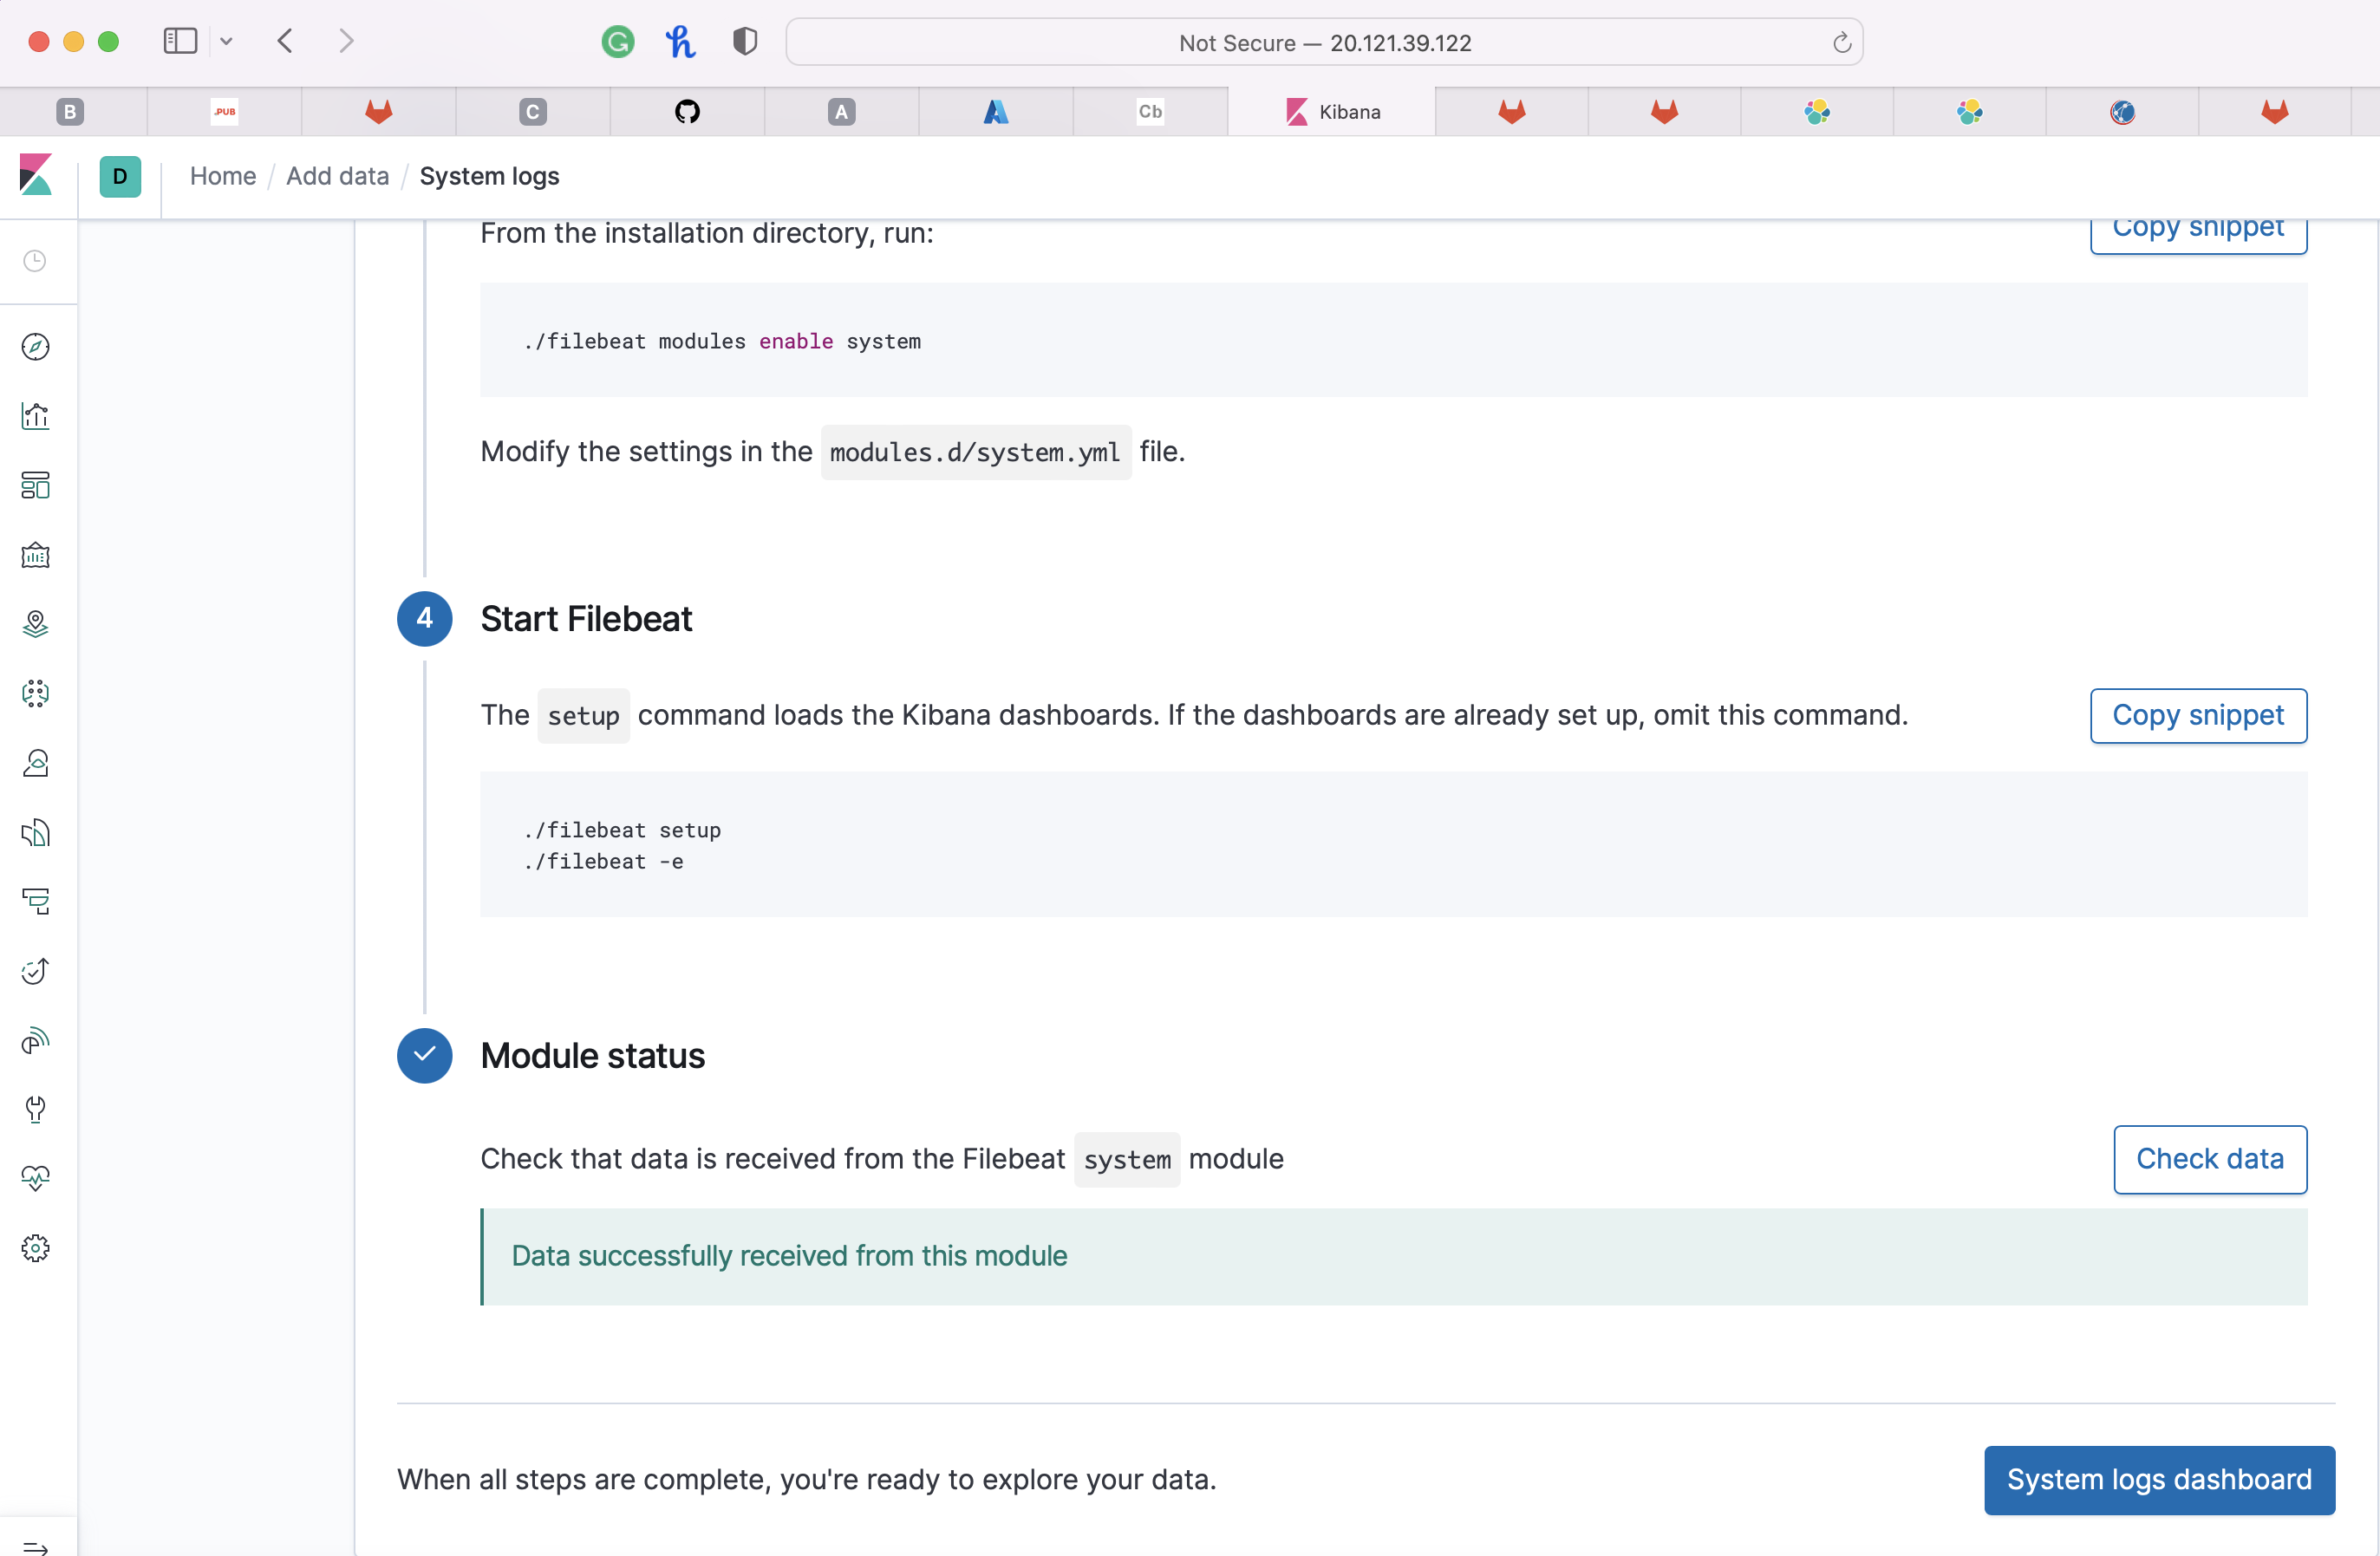 Not Secure — 20.121.39.122
B
.PUB
C
A
Cb
Kibana
D
Home / Add data / System logs
From the installation directory, run:
Copy snippet
./filebeat modules enable system
Modify the settings in the modules.d/system.yml file.
4
Start Filebeat
The setup command loads the Kibana dashboards. If the dashboards are already set up, omit this command.
Copy snippet
./filebeat setup
./filebeat -e
Module status
Check that data is received from the Filebeat system module
Check data
Data successfully received from this module
When all steps are complete, you're ready to explore your data.
System logs dashboard